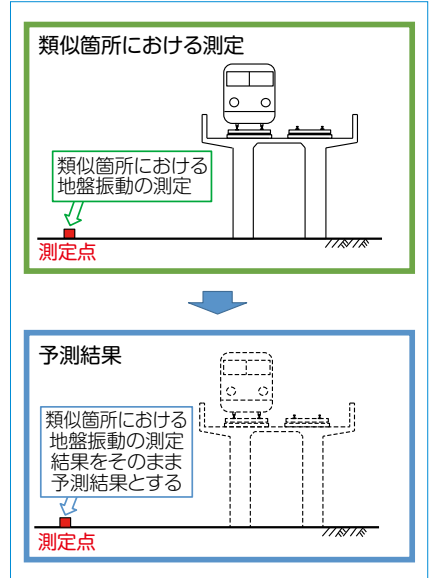 類似箇所における測定
類似箇所における
地盤振動の測定
測定点
予測結果
類似箇所における
地盤振動の測定
結果をそのまま
予測結果とする
測定点